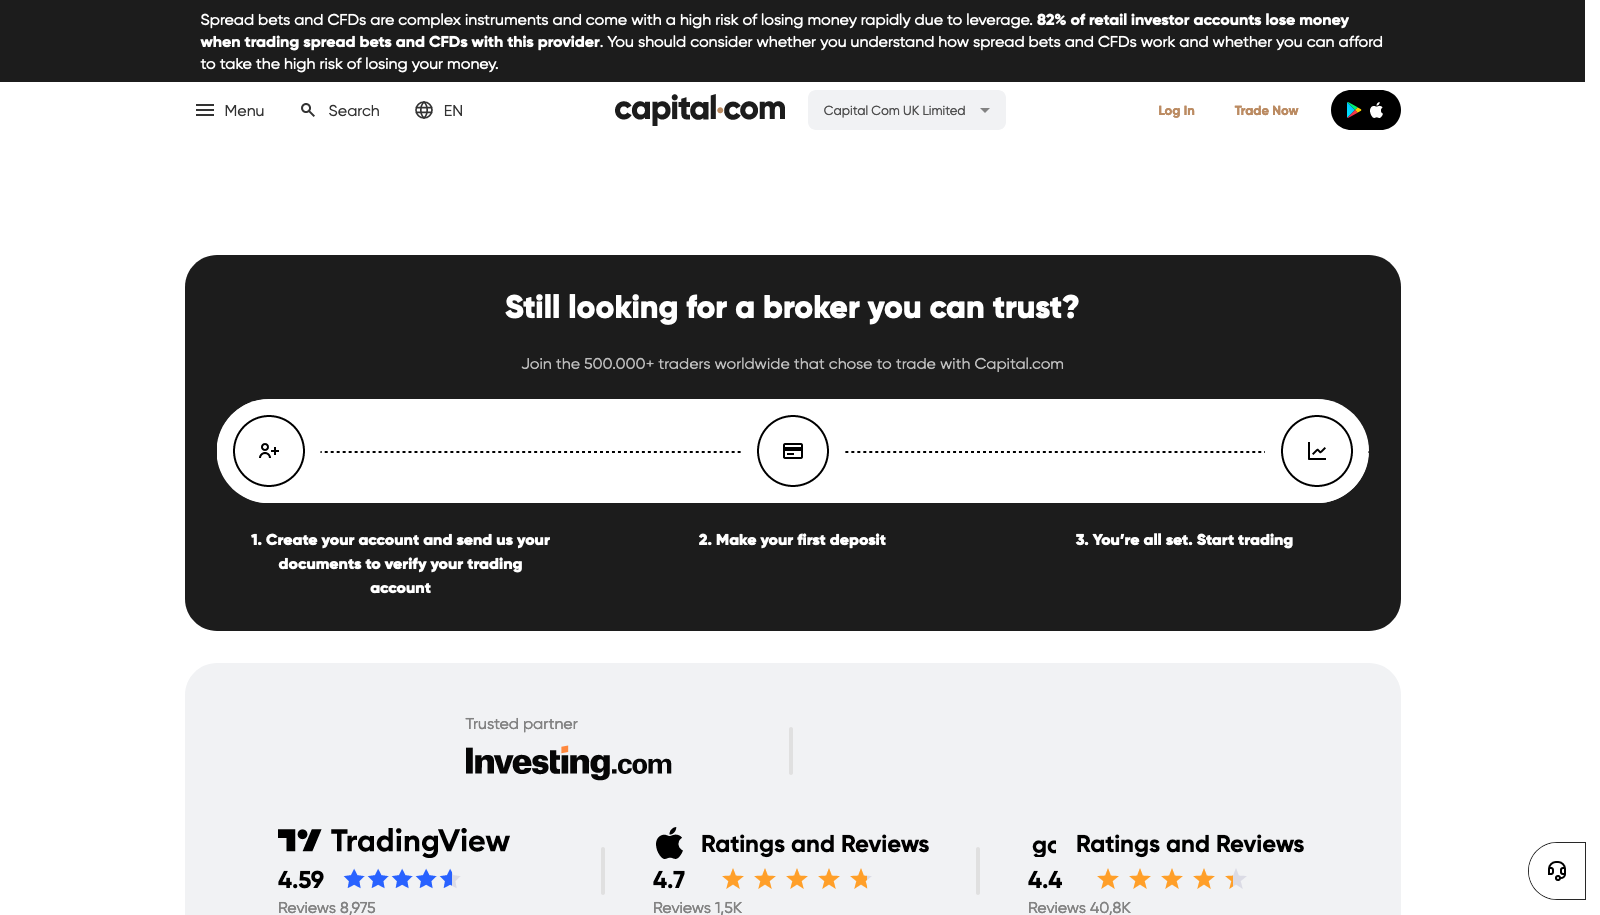 Spread bets and CFDs are complex instruments and come with a high risk of losing money rapidly due to leverage. 82% of retail investor accounts lose money
when trading spread bets and CFDs with this provider. You should consider whether you understand how spread bets and CFDs work and whether you can afford
to take the high risk of losing your money.
Menu Search EN capital.com Capital Com UK Limited Log In Trade Now
Still looking for a broker you can trust?
Join the 500.000+ traders worldwide that chose to trade with Capital.com
1. Create your account and send us your
documents to verify your trading
account
2. Make your first deposit
3. You’re all set. Start trading
Trusted partner
Investing.com
TradingView
4.59
Reviews 8,975
Ratings and Reviews
4.7
Reviews 1,5K
go Ratings and Reviews
4.4
Reviews 40,8K